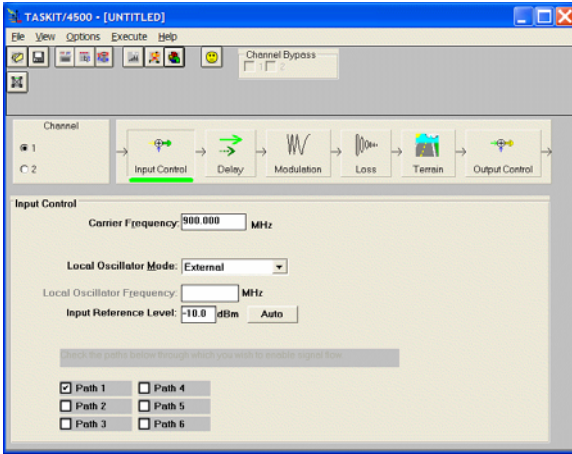 TASKIT/4500 - [UNTITLED]
File View Options Execute Help
Channel Bypass
1 2
Channel
1
2
Input Control
Delay
Modulation
Loss
Terrain
Output Control
Input Control
Carrier Frequency: 900.000 MHz
Local Oscillator Mode: External
Local Oscillator Frequency: MHz
Input Reference Level: -10.0 dBm Auto
Check the paths below through which you wish to enable signal flow
Path 1 Path 4
Path 2 Path 5
Path 3 Path 6